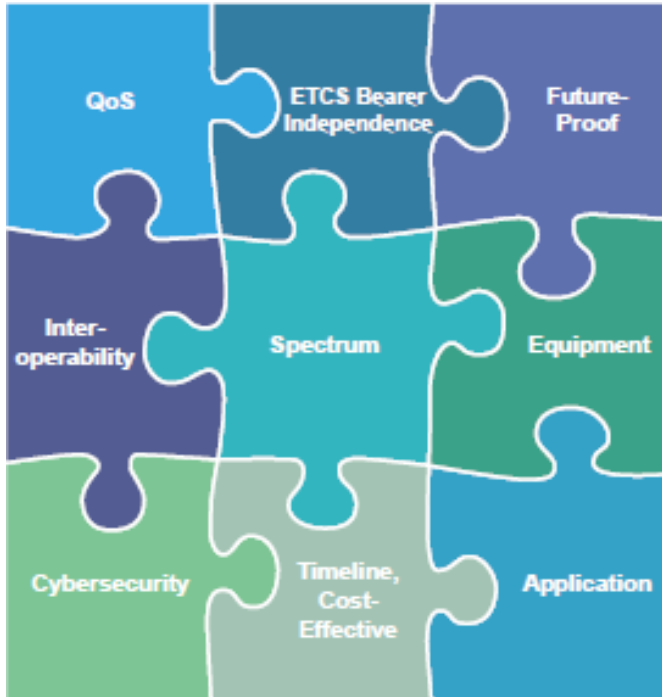 QoS
ETCS Bearer
Independence
Future-
Proof
Inter-
operability
Spectrum
Equipment
Cybersecurity
Timeline,
Cost-
Effective
Application